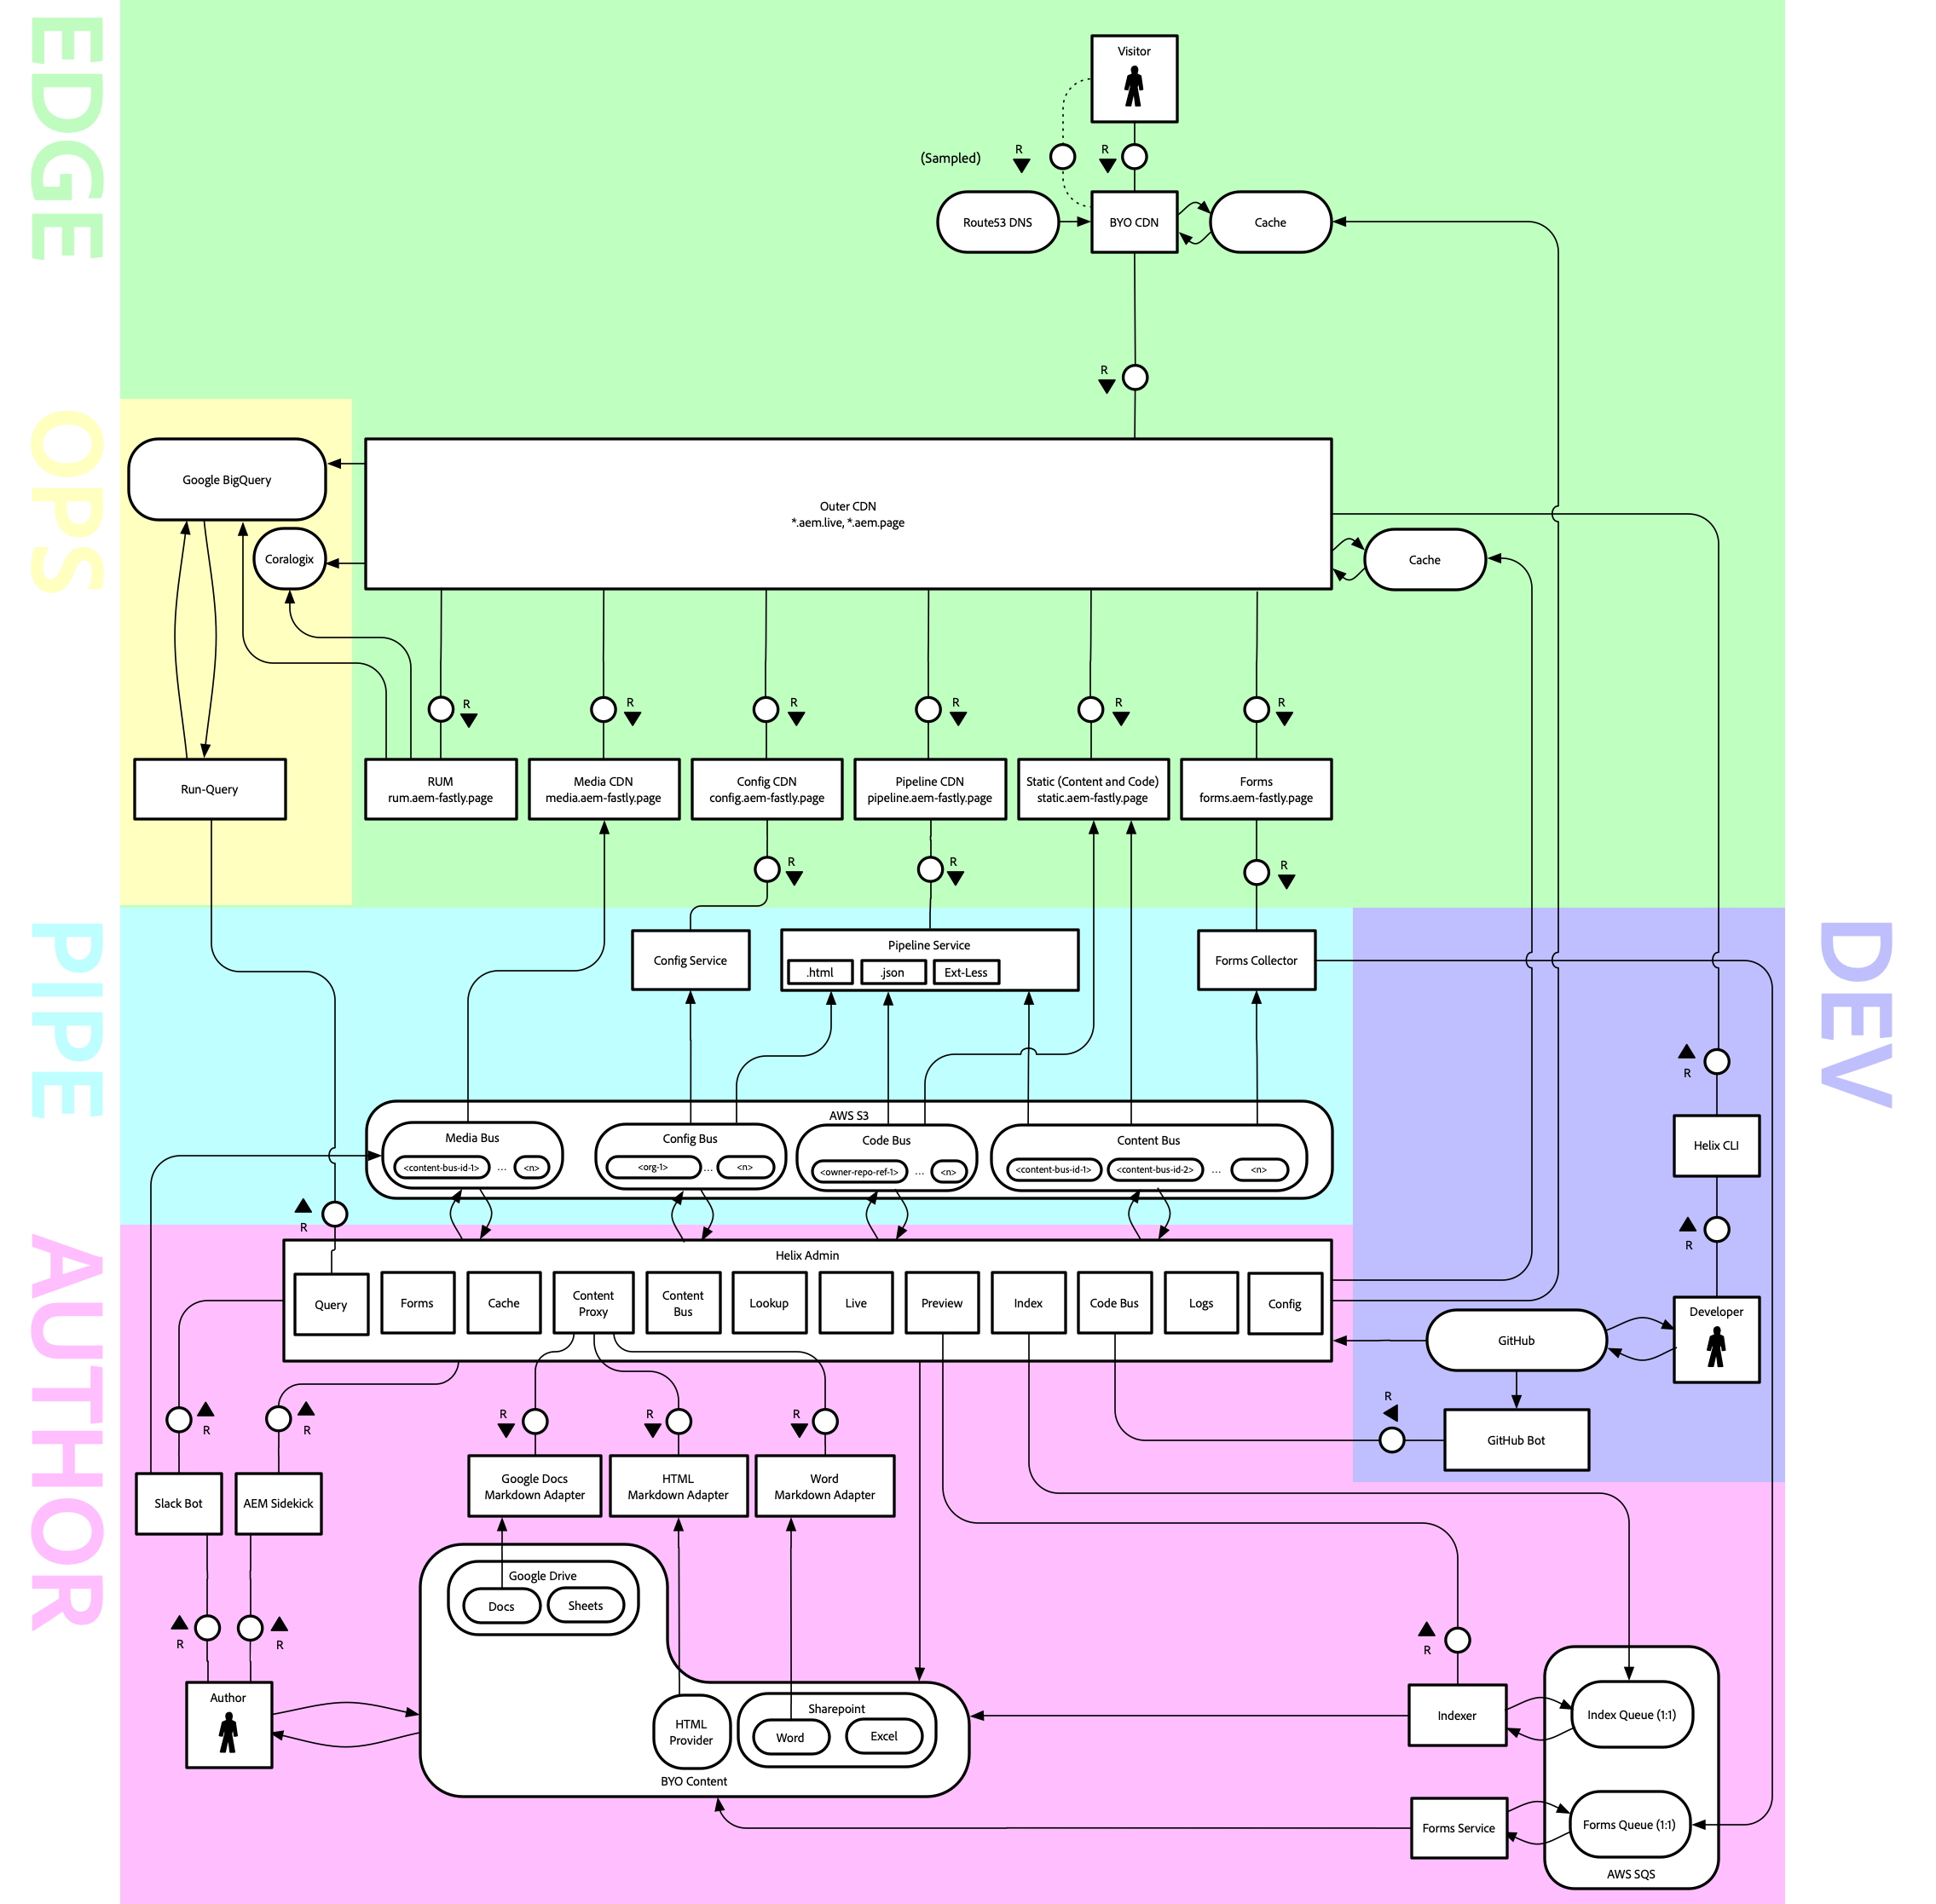 EDGE
Visitor
(Sampled)
R
R
Route53 DNS
BYO CDN
Cache
R
OPS
Google BigQuery
Coralogix
Outer CDN
*.aem.live, *.aem.page
Cache
R
R
R
R
R
R
Run-Query
RUM
rum.aem-fastly.page
Media CDN
media.aem-fastly.page
Config CDN
config.aem-fastly.page
Pipeline CDN
pipeline.aem-fastly.page
Static (Content and Code)
static.aem-fastly.page
Forms
forms.aem-fastly.page
R
R
R
PIPE
DEV
Config Service
Pipeline Service
.html
.json
Ext-Less
Forms Collector
R
AWS S3
Media Bus
<content-bus-id-1>
...
<n>
Config Bus
<org-1>
...
<n>
Code Bus
<owner-repo-ref-1>
...
<n>
Content Bus
<content-bus-id-1>
<content-bus-id-2>
...
<n>
Helix CLI
R
R
AUTHOR
Helix Admin
Query
Forms
Cache
Content
Proxy
Content
Bus
Lookup
Live
Preview
Index
Code Bus
Logs
Config
GitHub
Developer
R
R
R
R
R
R
GitHub Bot
Slack Bot
AEM Sidekick
Google Docs
Markdown Adapter
HTML
Markdown Adapter
Word
Markdown Adapter
Google Drive
Docs
Sheets
R
R
R
Author
HTML
Provider
Sharepoint
Word
Excel
BYO Content
Indexer
Index Queue (1:1)
Forms Service
Forms Queue (1:1)
AWS SQS